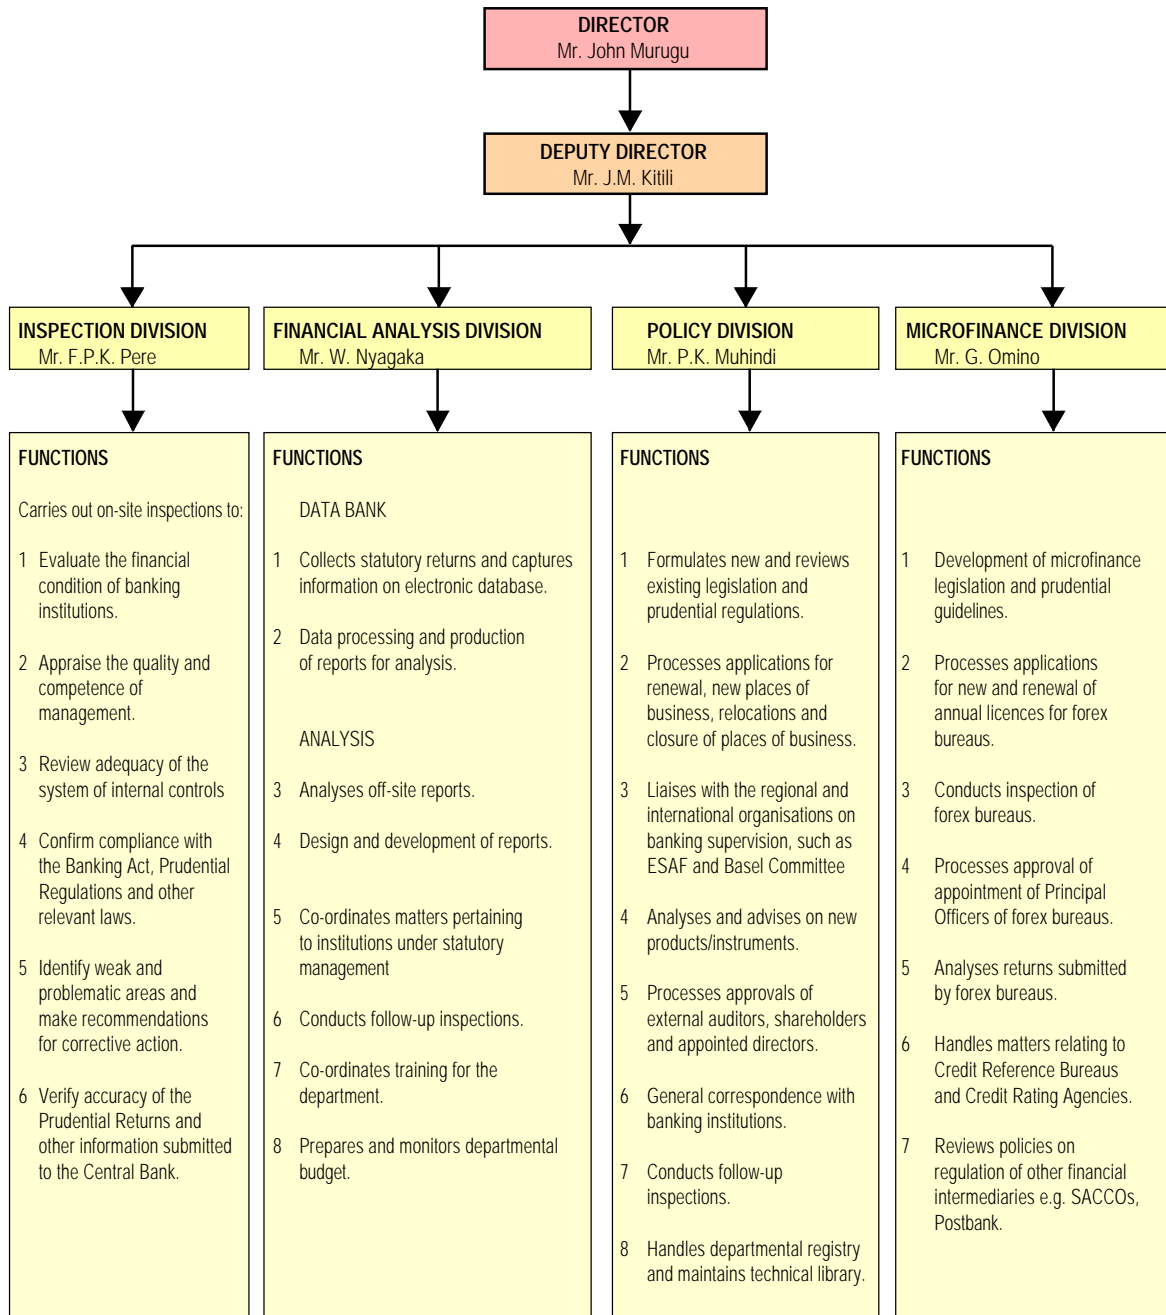 DIRECTOR
Mr. John Murugu
DEPUTY DIRECTOR
Mr. J.M. Kitili
INSPECTION DIVISION
Mr. F.P.K. Pere
FINANCIAL ANALYSIS DIVISION
Mr. W. Nyagaka
POLICY DIVISION
Mr. P.K. Muhindi
MICROFINANCE DIVISION
Mr. G. Omino
FUNCTIONS
Carries out on-site inspections to:
1 Evaluate the financial
condition of banking
institutions.
2 Appraise the quality and
competence of
management.
3 Review adequacy of the
system of internal controls
4 Confirm compliance with
the Banking Act, Prudential
Regulations and other
relevant laws.
5 Identify weak and
problematic areas and
make recommendations
for corrective action.
6 Verify accuracy of the
Prudential Returns and
other information submitted
to the Central Bank.
FUNCTIONS
DATA BANK
1 Collects statutory returns and captures
information on electronic database.
2 Data processing and production
of reports for analysis.
ANALYSIS
3 Analyses off-site reports.
4 Design and development of reports.
5 Co-ordinates matters pertaining
to institutions under statutory
management
6 Conducts follow-up inspections.
7 Co-ordinates training for the
department.
8 Prepares and monitors departmental
budget.
FUNCTIONS
1 Formulates new and reviews
existing legislation and
prudential regulations.
2 Processes applications for
renewal, new places of
business, relocations and
closure of places of business.
3 Liaises with the regional and
international organisations on
banking supervision, such as
ESAF and Basel Committee
4 Analyses and advises on new
products/instruments.
5 Processes approvals of
external auditors, shareholders
and appointed directors.
6 General correspondence with
banking institutions.
7 Conducts follow-up
inspections.
8 Handles departmental registry
and maintains technical library.
FUNCTIONS
1 Development of microfinance
legislation and prudential
guidelines.
2 Processes applications
for new and renewal of
annual licences for forex
bureaus.
3 Conducts inspection of
forex bureaus.
4 Processes approval of
appointment of Principal
Officers of forex bureaus.
5 Analyses returns submitted
by forex bureaus.
6 Handles matters relating to
Credit Reference Bureaus
and Credit Rating Agencies.
7 Reviews policies on
regulation of other financial
intermediaries e.g. SACCOs,
Postbank.